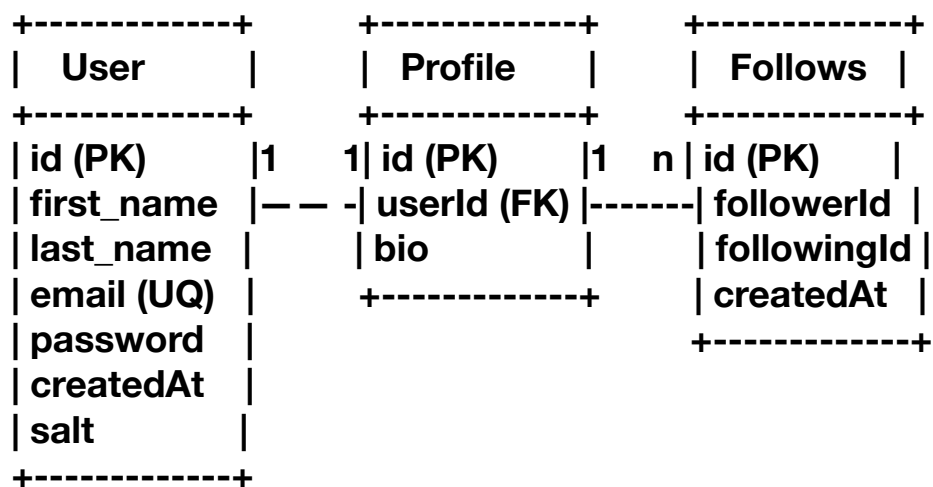 +-------------+ +-------------+ +-------------+
| User | | Profile | | Follows |
+-------------+ +-------------+ +-------------+
| id (PK) |1 1| id (PK) |1 n | id (PK) |
| first_name |— — -| userId (FK) |-------| followerId |
| last_name | | bio | | followingId |
| email (UQ) | +-------------+ | createdAt |
| password | +-------------+
| createdAt |
| salt |
+-------------+